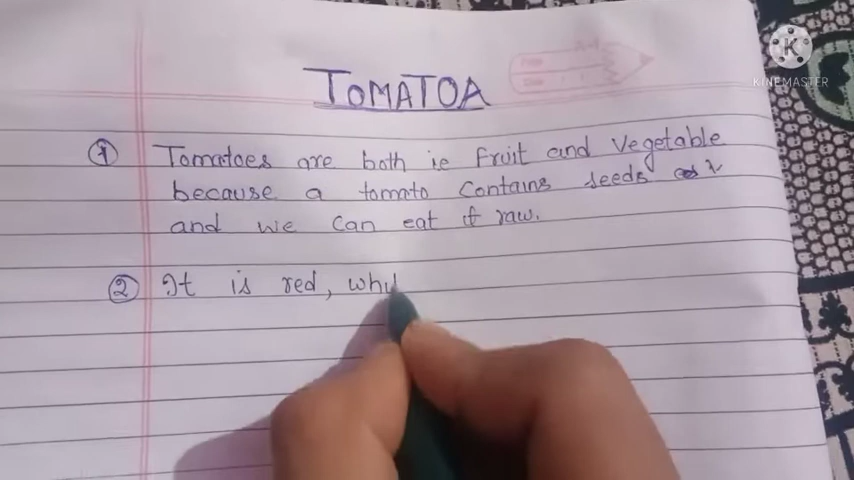 KINEMASTER
TOMATOA
① Tomatoes are both ie Fruit and Vegetable
because a tomato Contains seeds
and we can eat it raw.
② It is red, why